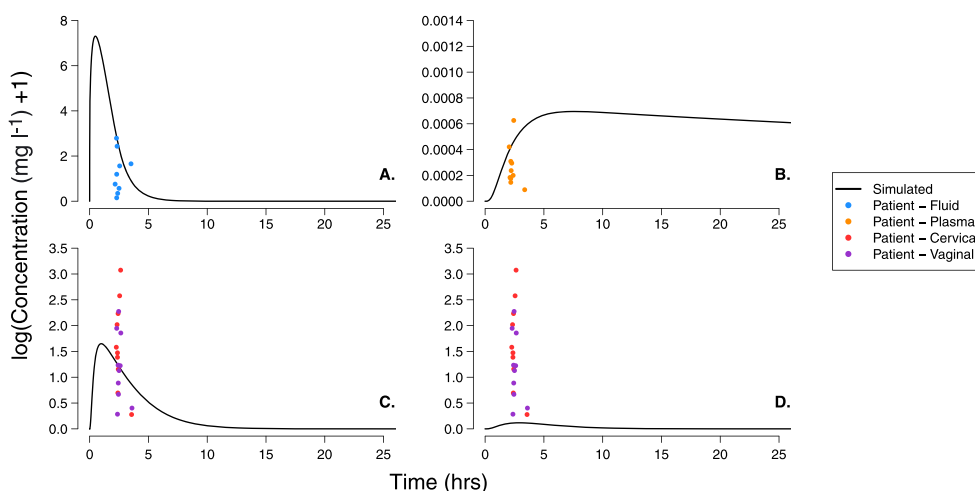 log(Concentration (mg l-1) +1)
8
6
4
2
0
A.
0 5 10 15 20 25
0.0014
0.0012
0.0010
0.0008
0.0006
0.0004
0.0002
0.0000
B.
0 5 10 15 20 25
3.5
3.0
2.5
2.0
1.5
1.0
0.5
0.0
C.
0 5 10 15 20 25
3.5
3.0
2.5
2.0
1.5
1.0
0.5
0.0
D.
0 5 10 15 20 25
Time (hrs)
Simulated
Patient – Fluid
Patient – Plasma
Patient – Cervica
Patient – Vaginal